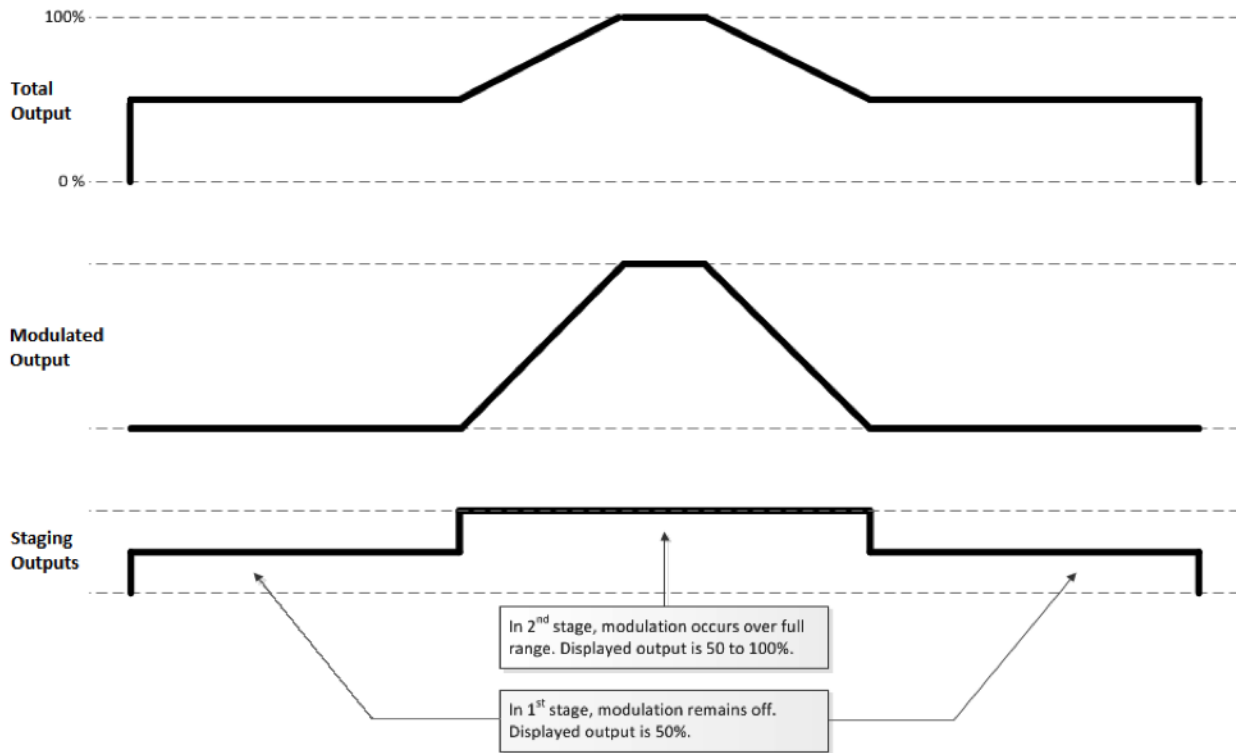 100%
Total
Output
0 %
Modulated
Output
Staging
Outputs
In 2nd stage, modulation occurs over full
range. Displayed output is 50 to 100%.
In 1st stage, modulation remains off.
Displayed output is 50%.